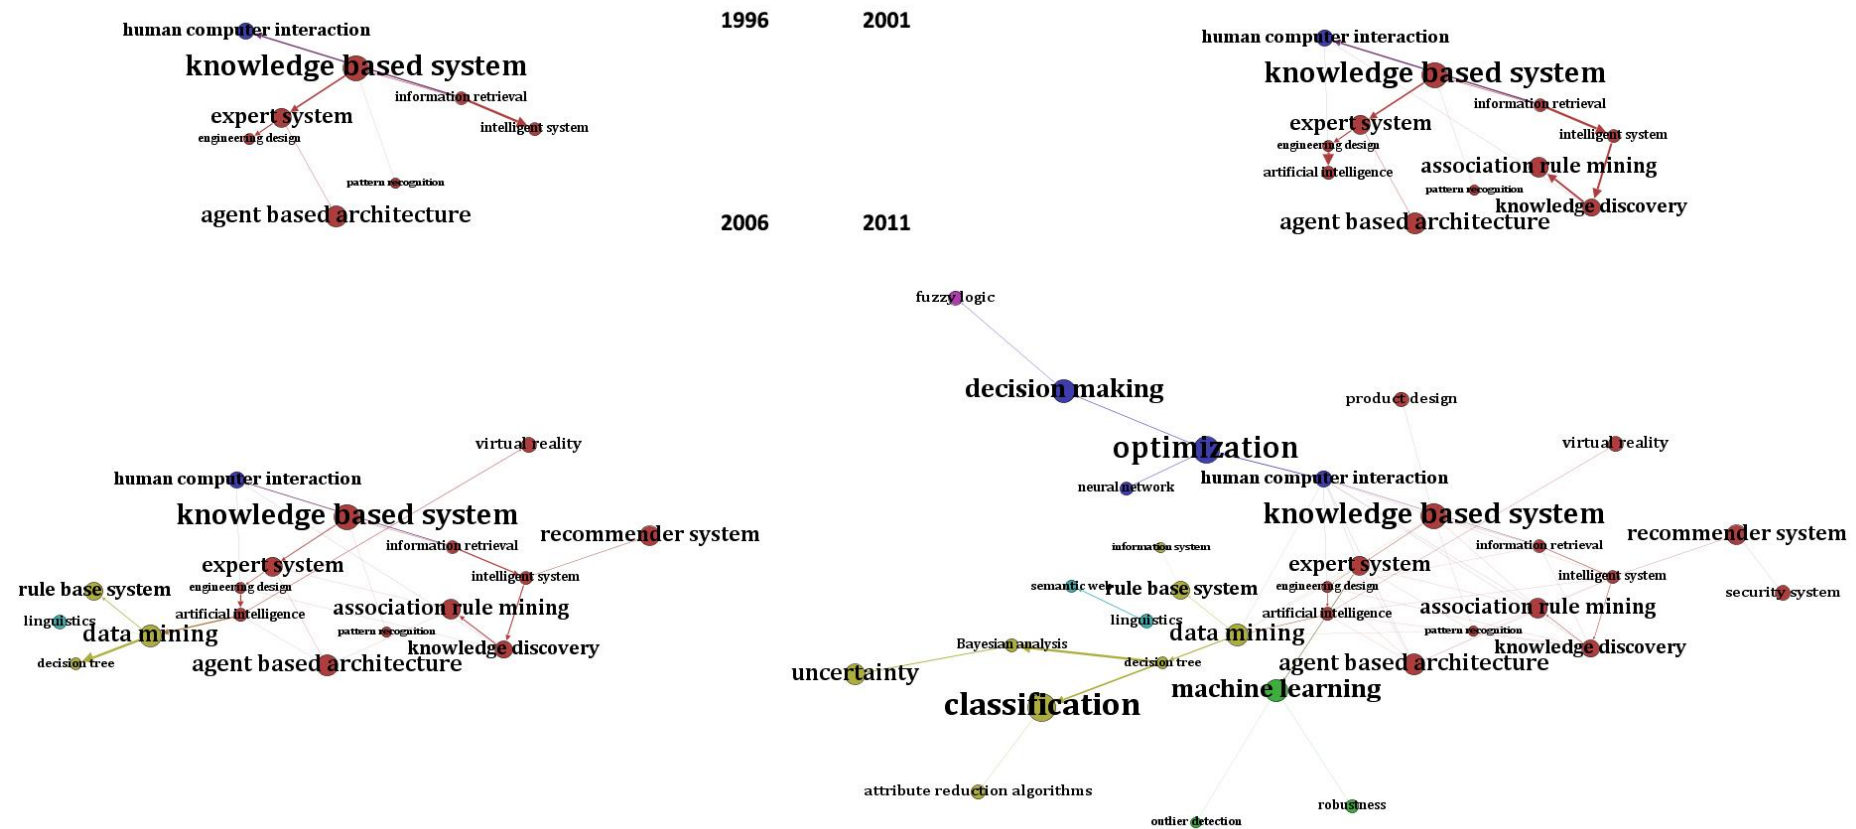 1996
2001
human computer interaction
knowledge based system
information retrieval
expert system
intelligent system
engineering design
pattern recognition
agent based architecture
human computer interaction
knowledge based system
information retrieval
expert system
intelligent system
engineering design
association rule mining
artificial intelligence
pattern recognition
knowledge discovery
agent based architecture
2006
2011
virtual reality
human computer interaction
knowledge based system
recommender system
information retrieval
expert system
intelligent system
rule base system
engineering design
association rule mining
artificial intelligence
linguistics
pattern recognition
data mining
knowledge discovery
decision tree
agent based architecture
fuzzy logic
decision making
product design
virtual reality
optimization
human computer interaction
neural network
knowledge based system
recommender system
information retrieval
information system
expert system
intelligent system
semantic web
rule base system
engineering design
security system
association rule mining
artificial intelligence
linguistics
pattern recognition
data mining
Bayesian analysis
knowledge discovery
decision tree
agent based architecture
uncertainty
machine learning
classification
attribute reduction algorithms
robustness
outlier detection